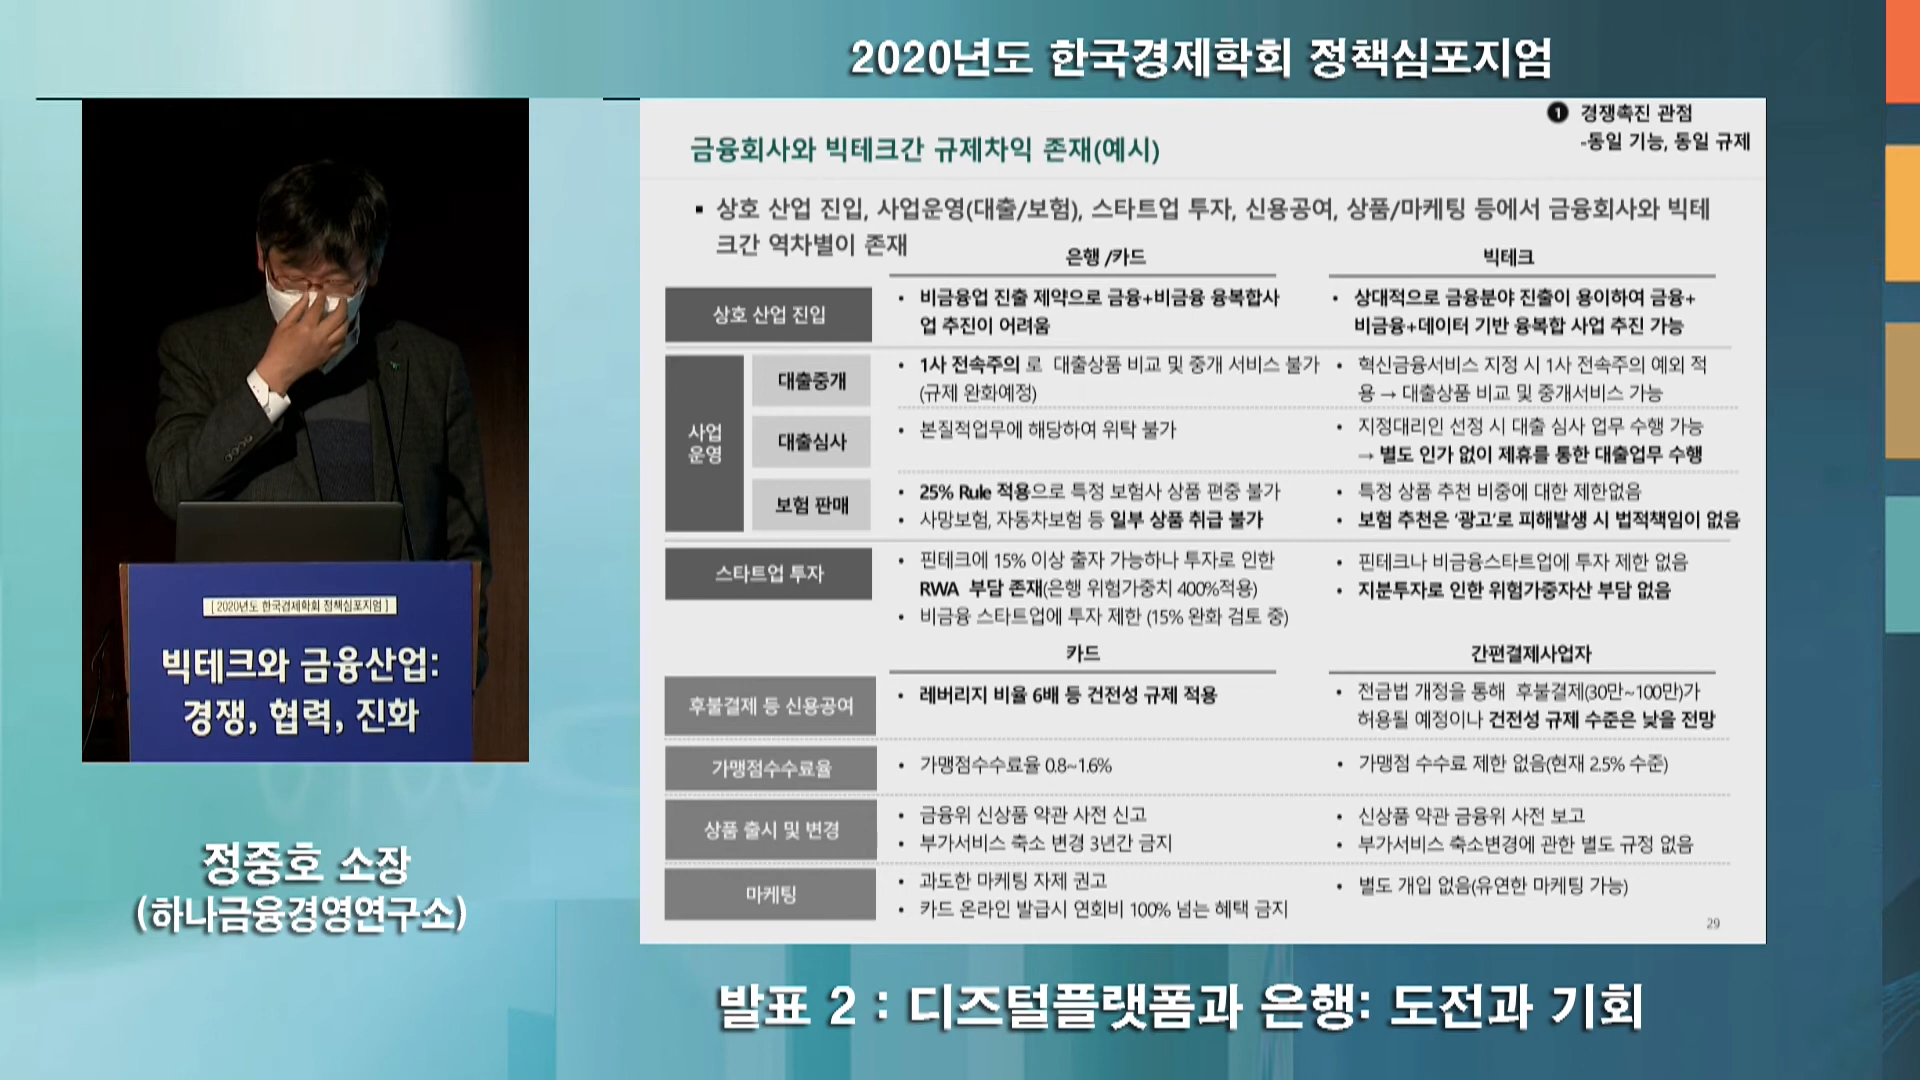 2020년도 한국경제학회 정책심포지엄
❶ 경쟁촉진 관점
-동일 기능, 동일 규제
금융회사와 빅테크간 규제차익 존재(예시)
▪ 상호 산업 진입, 사업운영(대출/보험), 스타트업 투자, 신용공여, 상품/마케팅 등에서 금융회사와 빅테
크간 역차별이 존재
은행 /카드
빅테크
상호 산업 진입
• 비금융업 진출 제약으로 금융+비금융 융복합사
업 추진이 어려움
• 상대적으로 금융분야 진출이 용이하여 금융+
비금융+데이터 기반 융복합 사업 추진 가능
사업
운영
대출중개
• 1사 전속주의 로 대출상품 비교 및 중개 서비스 불가
(규제 완화예정)
• 혁신금융서비스 지정 시 1사 전속주의 예외 적
용 → 대출상품 비교 및 중개서비스 가능
대출심사
• 본질적업무에 해당하여 위탁 불가
• 지정대리인 선정 시 대출 심사 업무 수행 가능
→ 별도 인가 없이 제휴를 통한 대출업무 수행
보험 판매
• 25% Rule 적용으로 특정 보험사 상품 편중 불가
• 사망보험, 자동차보험 등 일부 상품 취급 불가
• 특정 상품 추천 비중에 대한 제한없음
• 보험 추천은 ‘광고’로 피해발생 시 법적책임이 없음
스타트업 투자
• 핀테크에 15% 이상 출자 가능하나 투자로 인한
RWA 부담 존재(은행 위험가중치 400%적용)
• 비금융 스타트업에 투자 제한 (15% 완화 검토 중)
• 핀테크나 비금융스타트업에 투자 제한 없음
• 지분투자로 인한 위험가중자산 부담 없음
카드
간편결제사업자
후불결제 등 신용공여
• 레버리지 비율 6배 등 건전성 규제 적용
• 전금법 개정을 통해 후불결제(30만~100만)가
허용될 예정이나 건전성 규제 수준은 낮을 전망
가맹점수수료율
• 가맹점수수료율 0.8~1.6%
• 가맹점 수수료 제한 없음(현재 2.5% 수준)
상품 출시 및 변경
• 금융위 신상품 약관 사전 신고
• 부가서비스 축소 변경 3년간 금지
• 신상품 약관 금융위 사전 보고
• 부가서비스 축소변경에 관한 별도 규정 없음
마케팅
• 과도한 마케팅 자제 권고
• 카드 온라인 발급시 연회비 100% 넘는 혜택 금지
• 별도 개입 없음(유연한 마케팅 가능)
29
[ 2020년도 한국경제학회 정책심포지엄 ]
빅테크와 금융산업:
경쟁, 협력, 진화
정중호 소장
(하나금융경영연구소)
발표 2 : 디즈털플랫폼과 은행: 도전과 기회